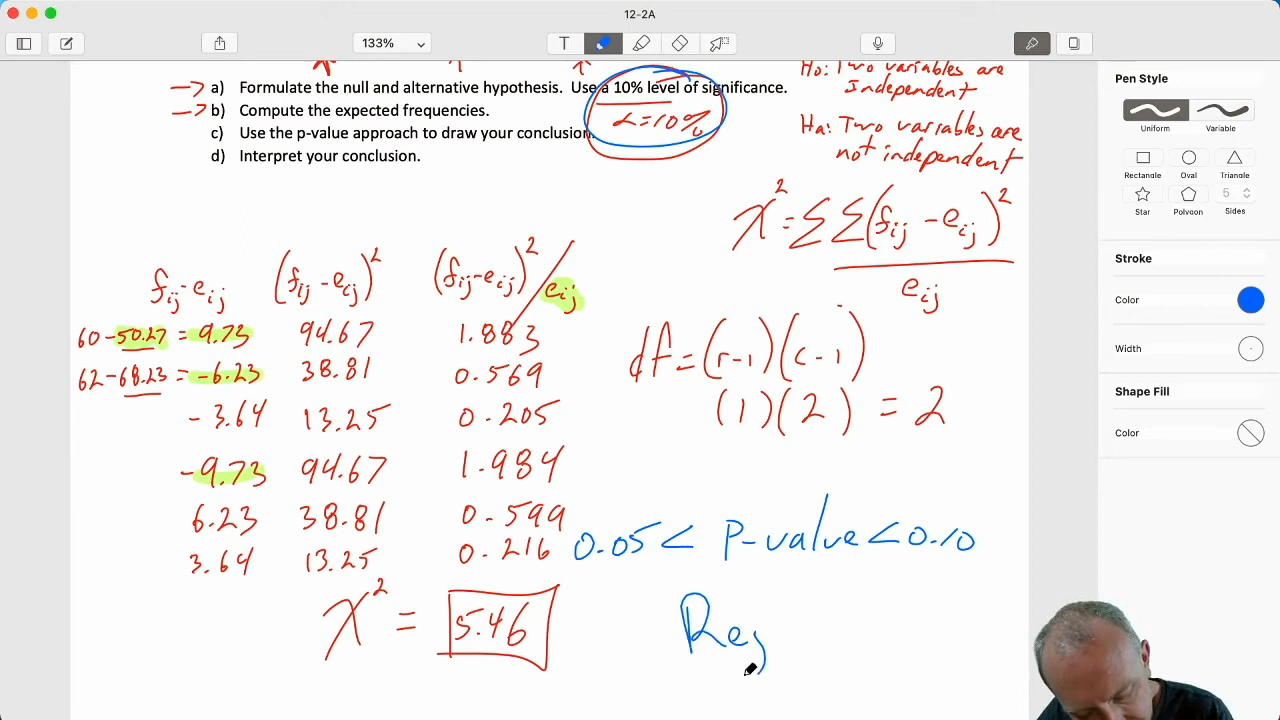 12-2A
133%
T
a) Formulate the null and alternative hypothesis. Use a 10% level of significance.
b) Compute the expected frequencies.
c) Use the p-value approach to draw your conclusion.
d) Interpret your conclusion.
α=10%
Ho: Two variables are
Independent
Ha: Two variables are
not independent
χ² = ΣΣ(fij - eij)²
eij
fij - eij (fij - eij)² (fij - eij)² / eij
60 - 50.27 = 9.73 94.67 1.883
62 - 68.23 = -6.23 38.81 0.569
-3.64 13.25 0.205
-9.73 94.67 1.984
6.23 38.81 0.599
3.64 13.25 0.216
χ² = 5.46
df = (r-1)(c-1)
(1)(2) = 2
0.05 < P-value < 0.10
Rej
Pen Style
Uniform Variable
Rectangle Oval Triangle
Star Polygon Sides
5
Stroke
Color
Width
Shape Fill
Color